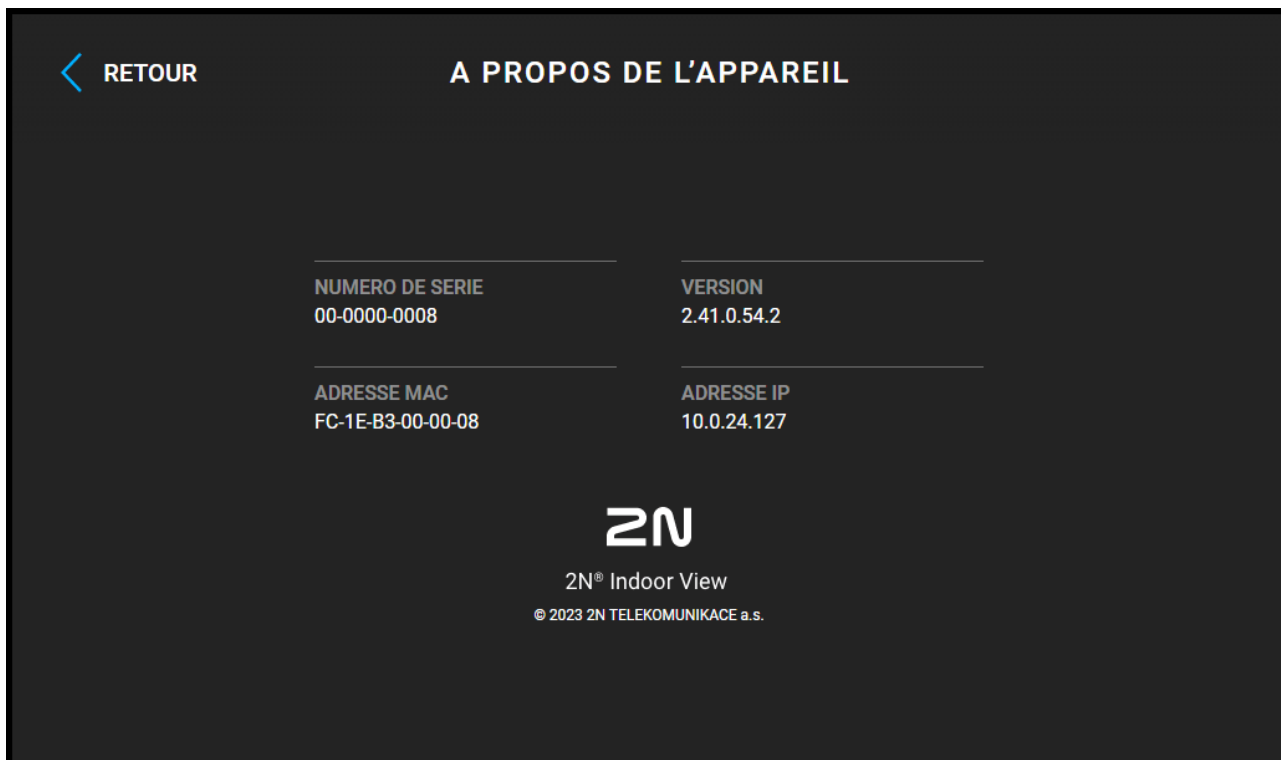 RETOUR
A PROPOS DE L'APPAREIL
NUMERO DE SERIE
00-0000-0008
VERSION
2.41.0.54.2
ADRESSE MAC
FC-1E-B3-00-00-08
ADRESSE IP
10.0.24.127
2N
2N® Indoor View
© 2023 2N TELEKOMUNIKACE a.s.